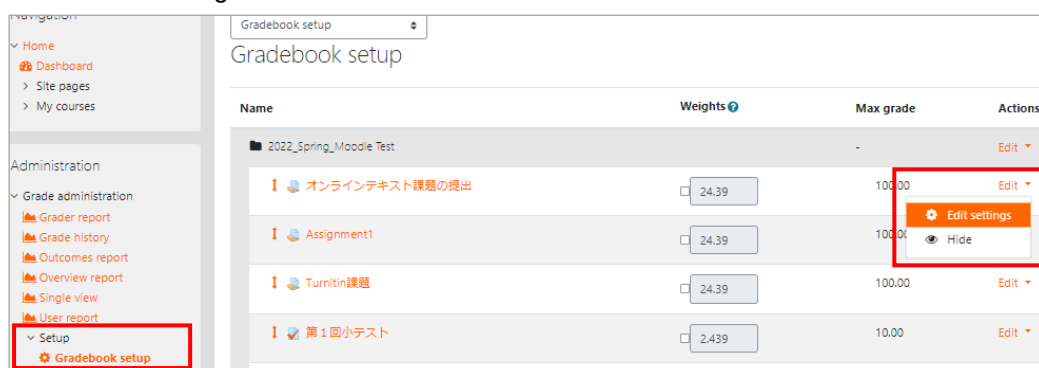 Navigation
Home
Dashboard
Site pages
My courses
Administration
Grade administration
Grader report
Grade history
Outcomes report
Overview report
Single view
User report
Setup
Gradebook setup
Gradebook setup
Gradebook setup
Name Weights Max grade Actions
2022_Spring_Moodle Test - Edit
オンラインテキスト課題の提出 24.39 100.00 Edit
Edit settings
Hide
Assignment1 24.39
Turnitin課題 24.39 100.00 Edit
第1回小テスト 2.439 10.00 Edit